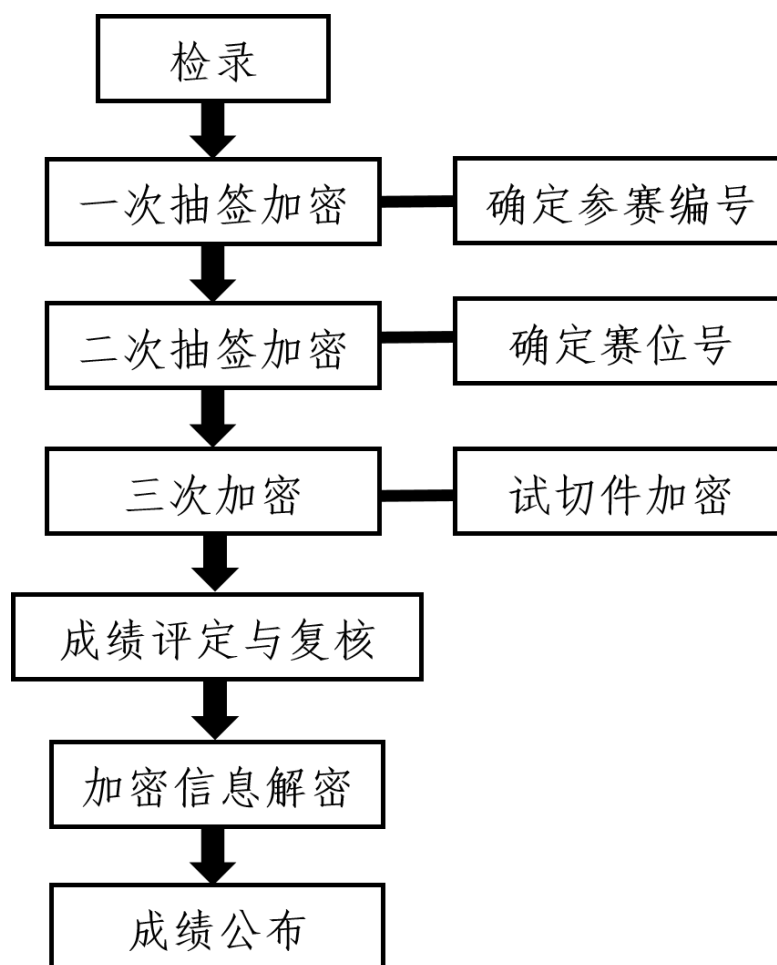 检录
一次抽签加密
确定参赛编号
二次抽签加密
确定赛位号
三次加密
试切件加密
成绩评定与复核
加密信息解密
成绩公布